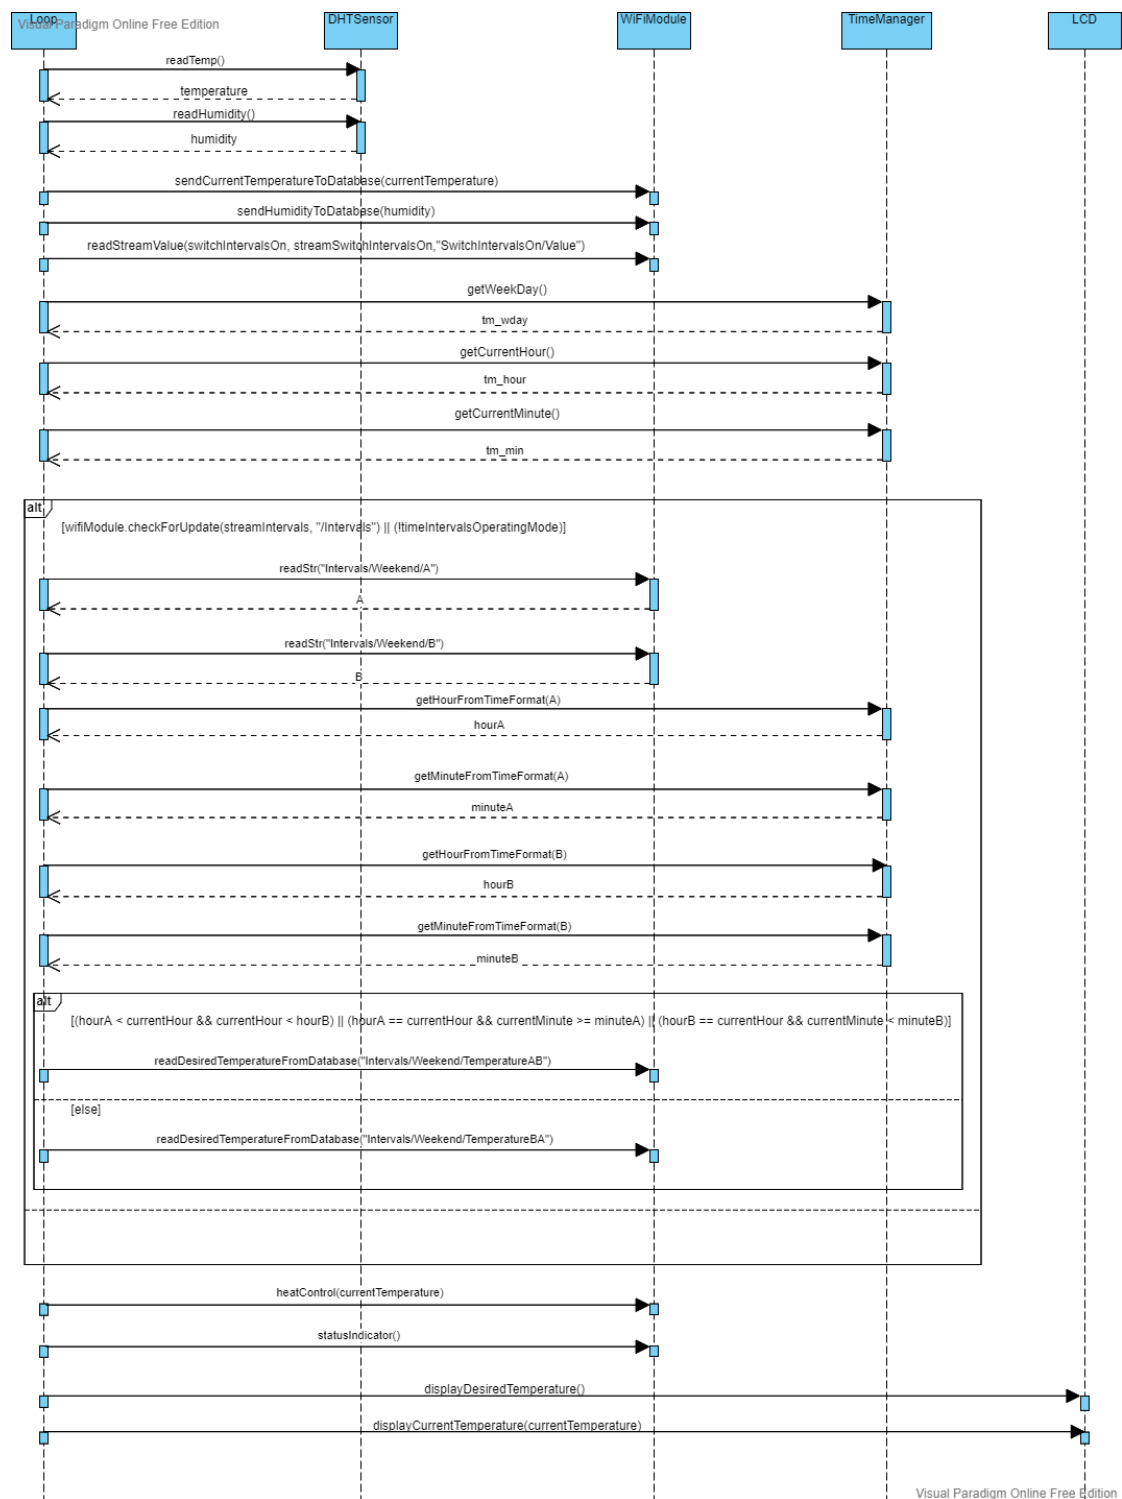 Visual Paradigm Online Free Edition
Loop
DHTSensor
WiFiModule
TimeManager
LCD
readTemp()
temperature
readHumidity()
humidity
sendCurrentTemperatureToDatabase(currentTemperature)
sendHumidityToDatabase(humidity)
readStreamValue(switchIntervalsOn, streamSwitchIntervalsOn,"SwitchIntervalsOn/Value")
getWeekDay()
tm_wday
getCurrentHour()
tm_hour
getCurrentMinute()
tm_min
alt
[wifiModule.checkForUpdate(streamIntervals, "/Intervals") || (!timeIntervalsOperatingMode)]
readStr("Intervals/Weekend/A")
A
readStr("Intervals/Weekend/B")
B
getHourFromTimeFormat(A)
hourA
getMinuteFromTimeFormat(A)
minuteA
getHourFromTimeFormat(B)
hourB
getMinuteFromTimeFormat(B)
minuteB
alt
[(hourA < currentHour && currentHour < hourB) || (hourA == currentHour && currentMinute >= minuteA) || (hourB == currentHour && currentMinute < minuteB)]
readDesiredTemperatureFromDatabase("Intervals/Weekend/TemperatureAB")
[else]
readDesiredTemperatureFromDatabase("Intervals/Weekend/TemperatureBA")
heatControl(currentTemperature)
statusIndicator()
displayDesiredTemperature()
displayCurrentTemperature(currentTemperature)
Visual Paradigm Online Free Edition